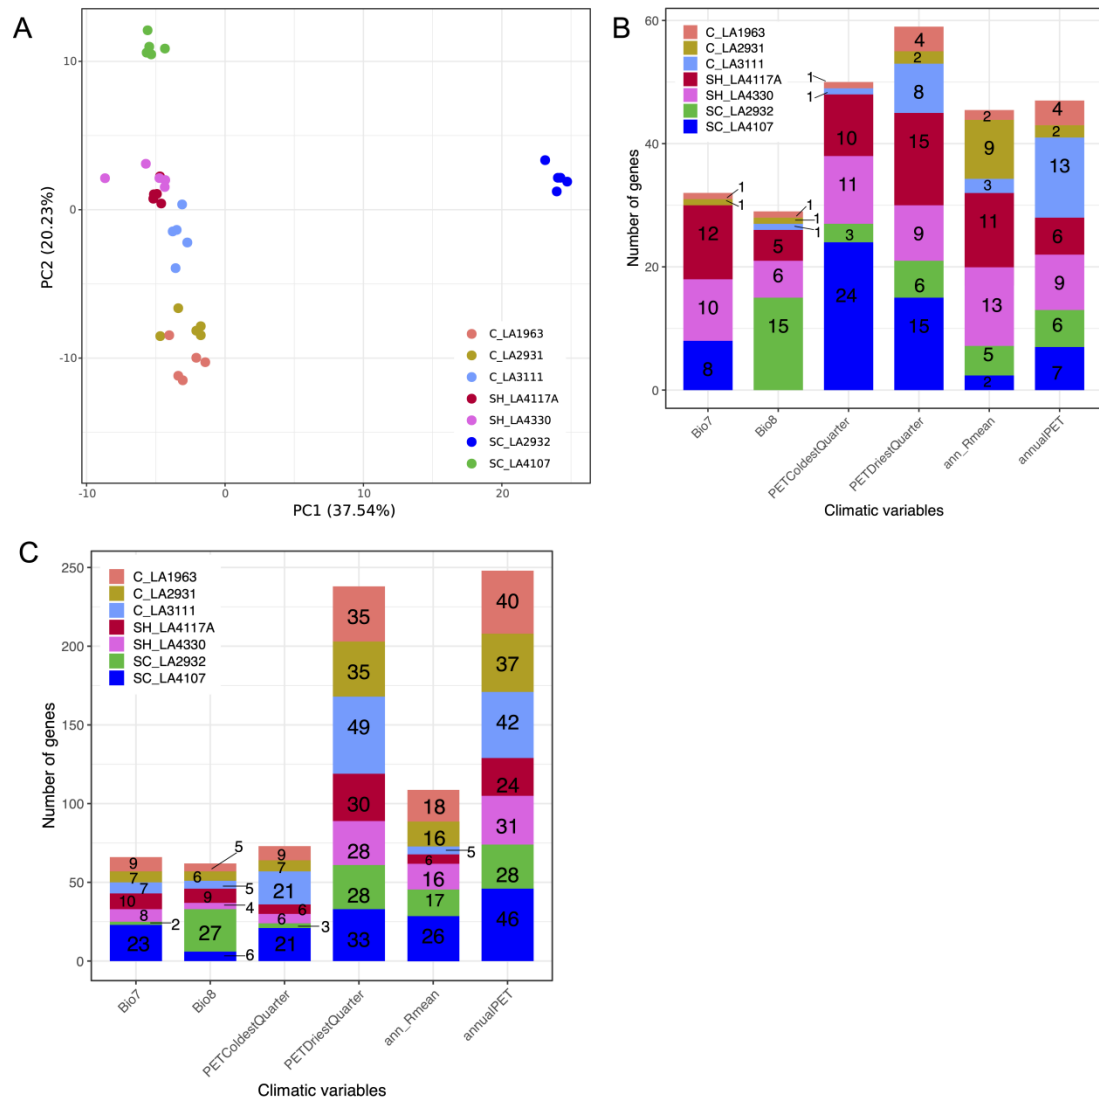 A
10
0
-10
PC2 (20.23%)
-10
0
10
20
PC1 (37.54%)
C_LA1963
C_LA2931
C_LA3111
SH_LA4117A
SH_LA4330
SC_LA2932
SC_LA4107
B
60
40
20
0
Number of genes
C_LA1963
C_LA2931
C_LA3111
SH_LA4117A
SH_LA4330
SC_LA2932
SC_LA4107
1
1
12
10
8
1
1
1
5
6
15
1
1
10
11
3
24
4
2
8
15
9
6
15
2
9
3
11
13
5
2
4
2
13
6
9
6
7
Bio7
Bio8
PETColdestQuarter
PETDriestQuarter
ann_Rmean
annualPET
Climatic variables
C
250
200
150
100
50
0
Number of genes
C_LA1963
C_LA2931
C_LA3111
SH_LA4117A
SH_LA4330
SC_LA2932
SC_LA4107
9
7
7
10
8
2
23
5
6
5
9
4
27
6
9
7
21
6
6
3
21
35
35
49
30
28
28
33
18
16
5
6
16
17
26
40
37
42
24
31
28
46
Bio7
Bio8
PETColdestQuarter
PETDriestQuarter
ann_Rmean
annualPET
Climatic variables